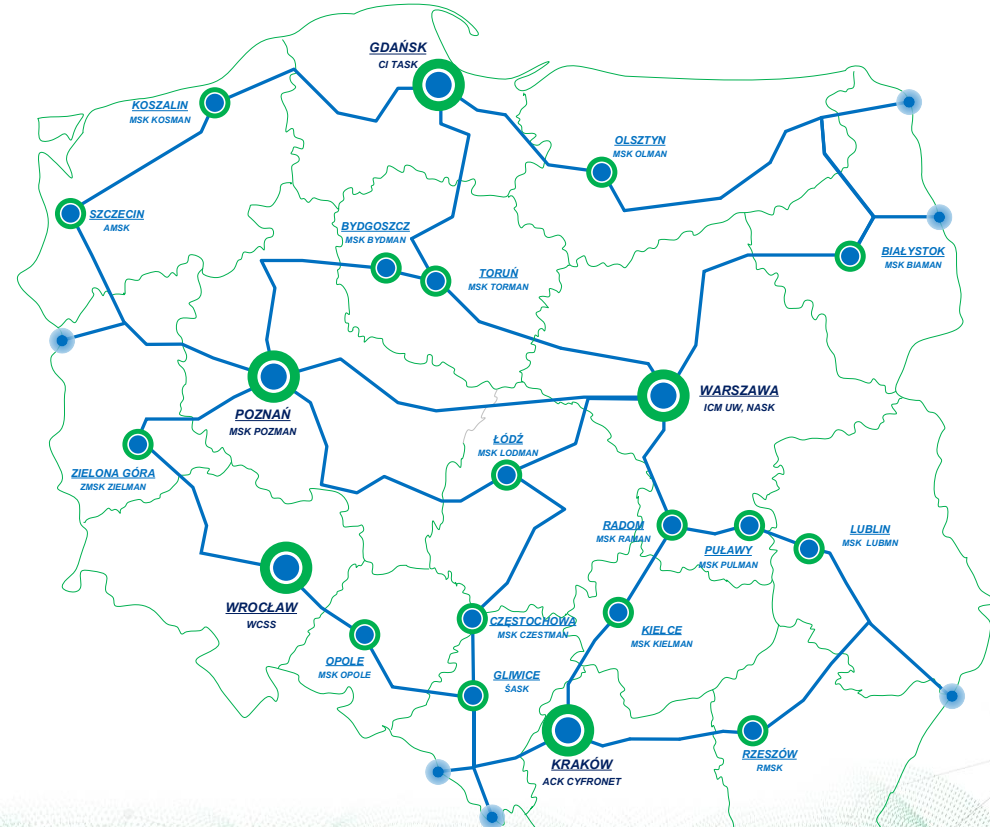 GDAŃSK
CI TASK
KOSZALIN
MSK KOSMAN
OLSZTYN
MSK OLMAN
SZCZECIN
AMSK
BYDGOSZCZ
MSK BYDMAN
BIAŁYSTOK
MSK BIAMAN
TORUŃ
MSK TORMAN
WARSZAWA
ICM UW, NASK
POZNAŃ
MSK POZMAN
ŁÓDŹ
MSK LODMAN
ZIELONA GÓRA
ZMSK ZIELMAN
RADOM
MSK RAMAN
PUŁAWY
MSK PULMAN
LUBLIN
MSK LUBMN
WROCŁAW
WCSS
CZĘSTOCHOWA
MSK CZESTMAN
KIELCE
MSK KIELMAN
OPOLE
MSK OPOLE
GLIWICE
ŚASK
RZESZÓW
RMSK
KRAKÓW
ACK CYFRONET